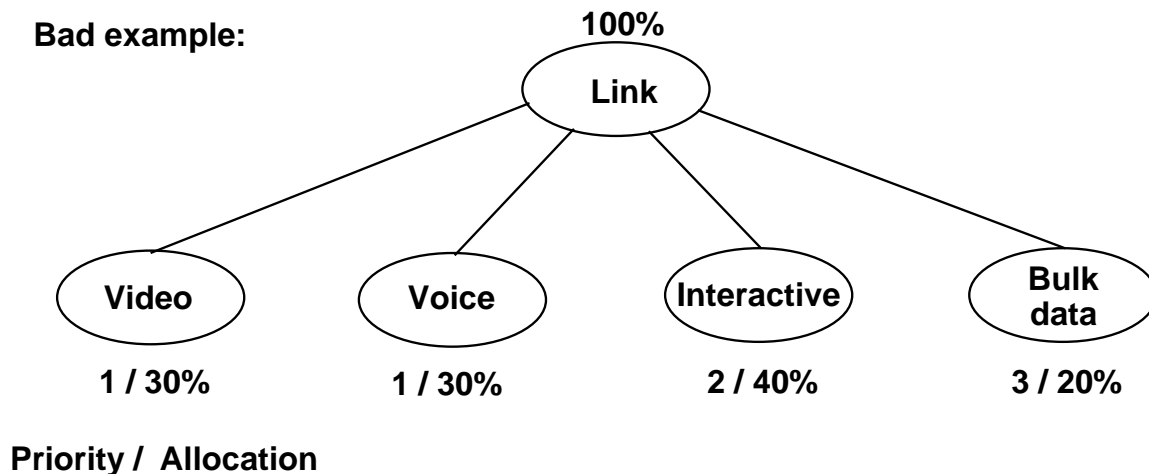 Bad example:
100%
Link
Video
Voice
Interactive
Bulk
data
1 / 30%
1 / 30%
2 / 40%
3 / 20%
Priority / Allocation